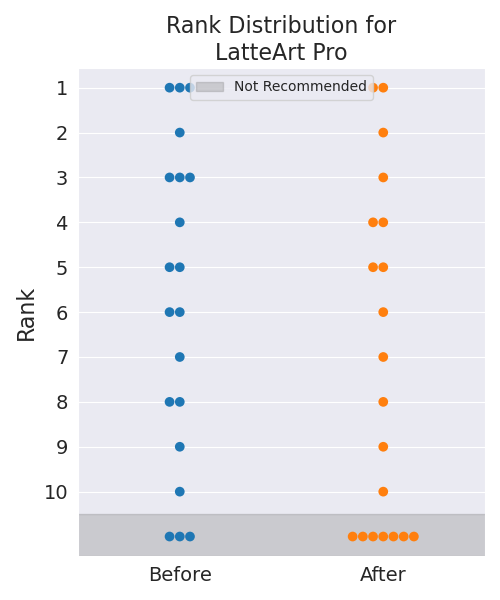 Rank Distribution for
LatteArt Pro
Not Recommended
Rank
1
2
3
4
5
6
7
8
9
10
Before After